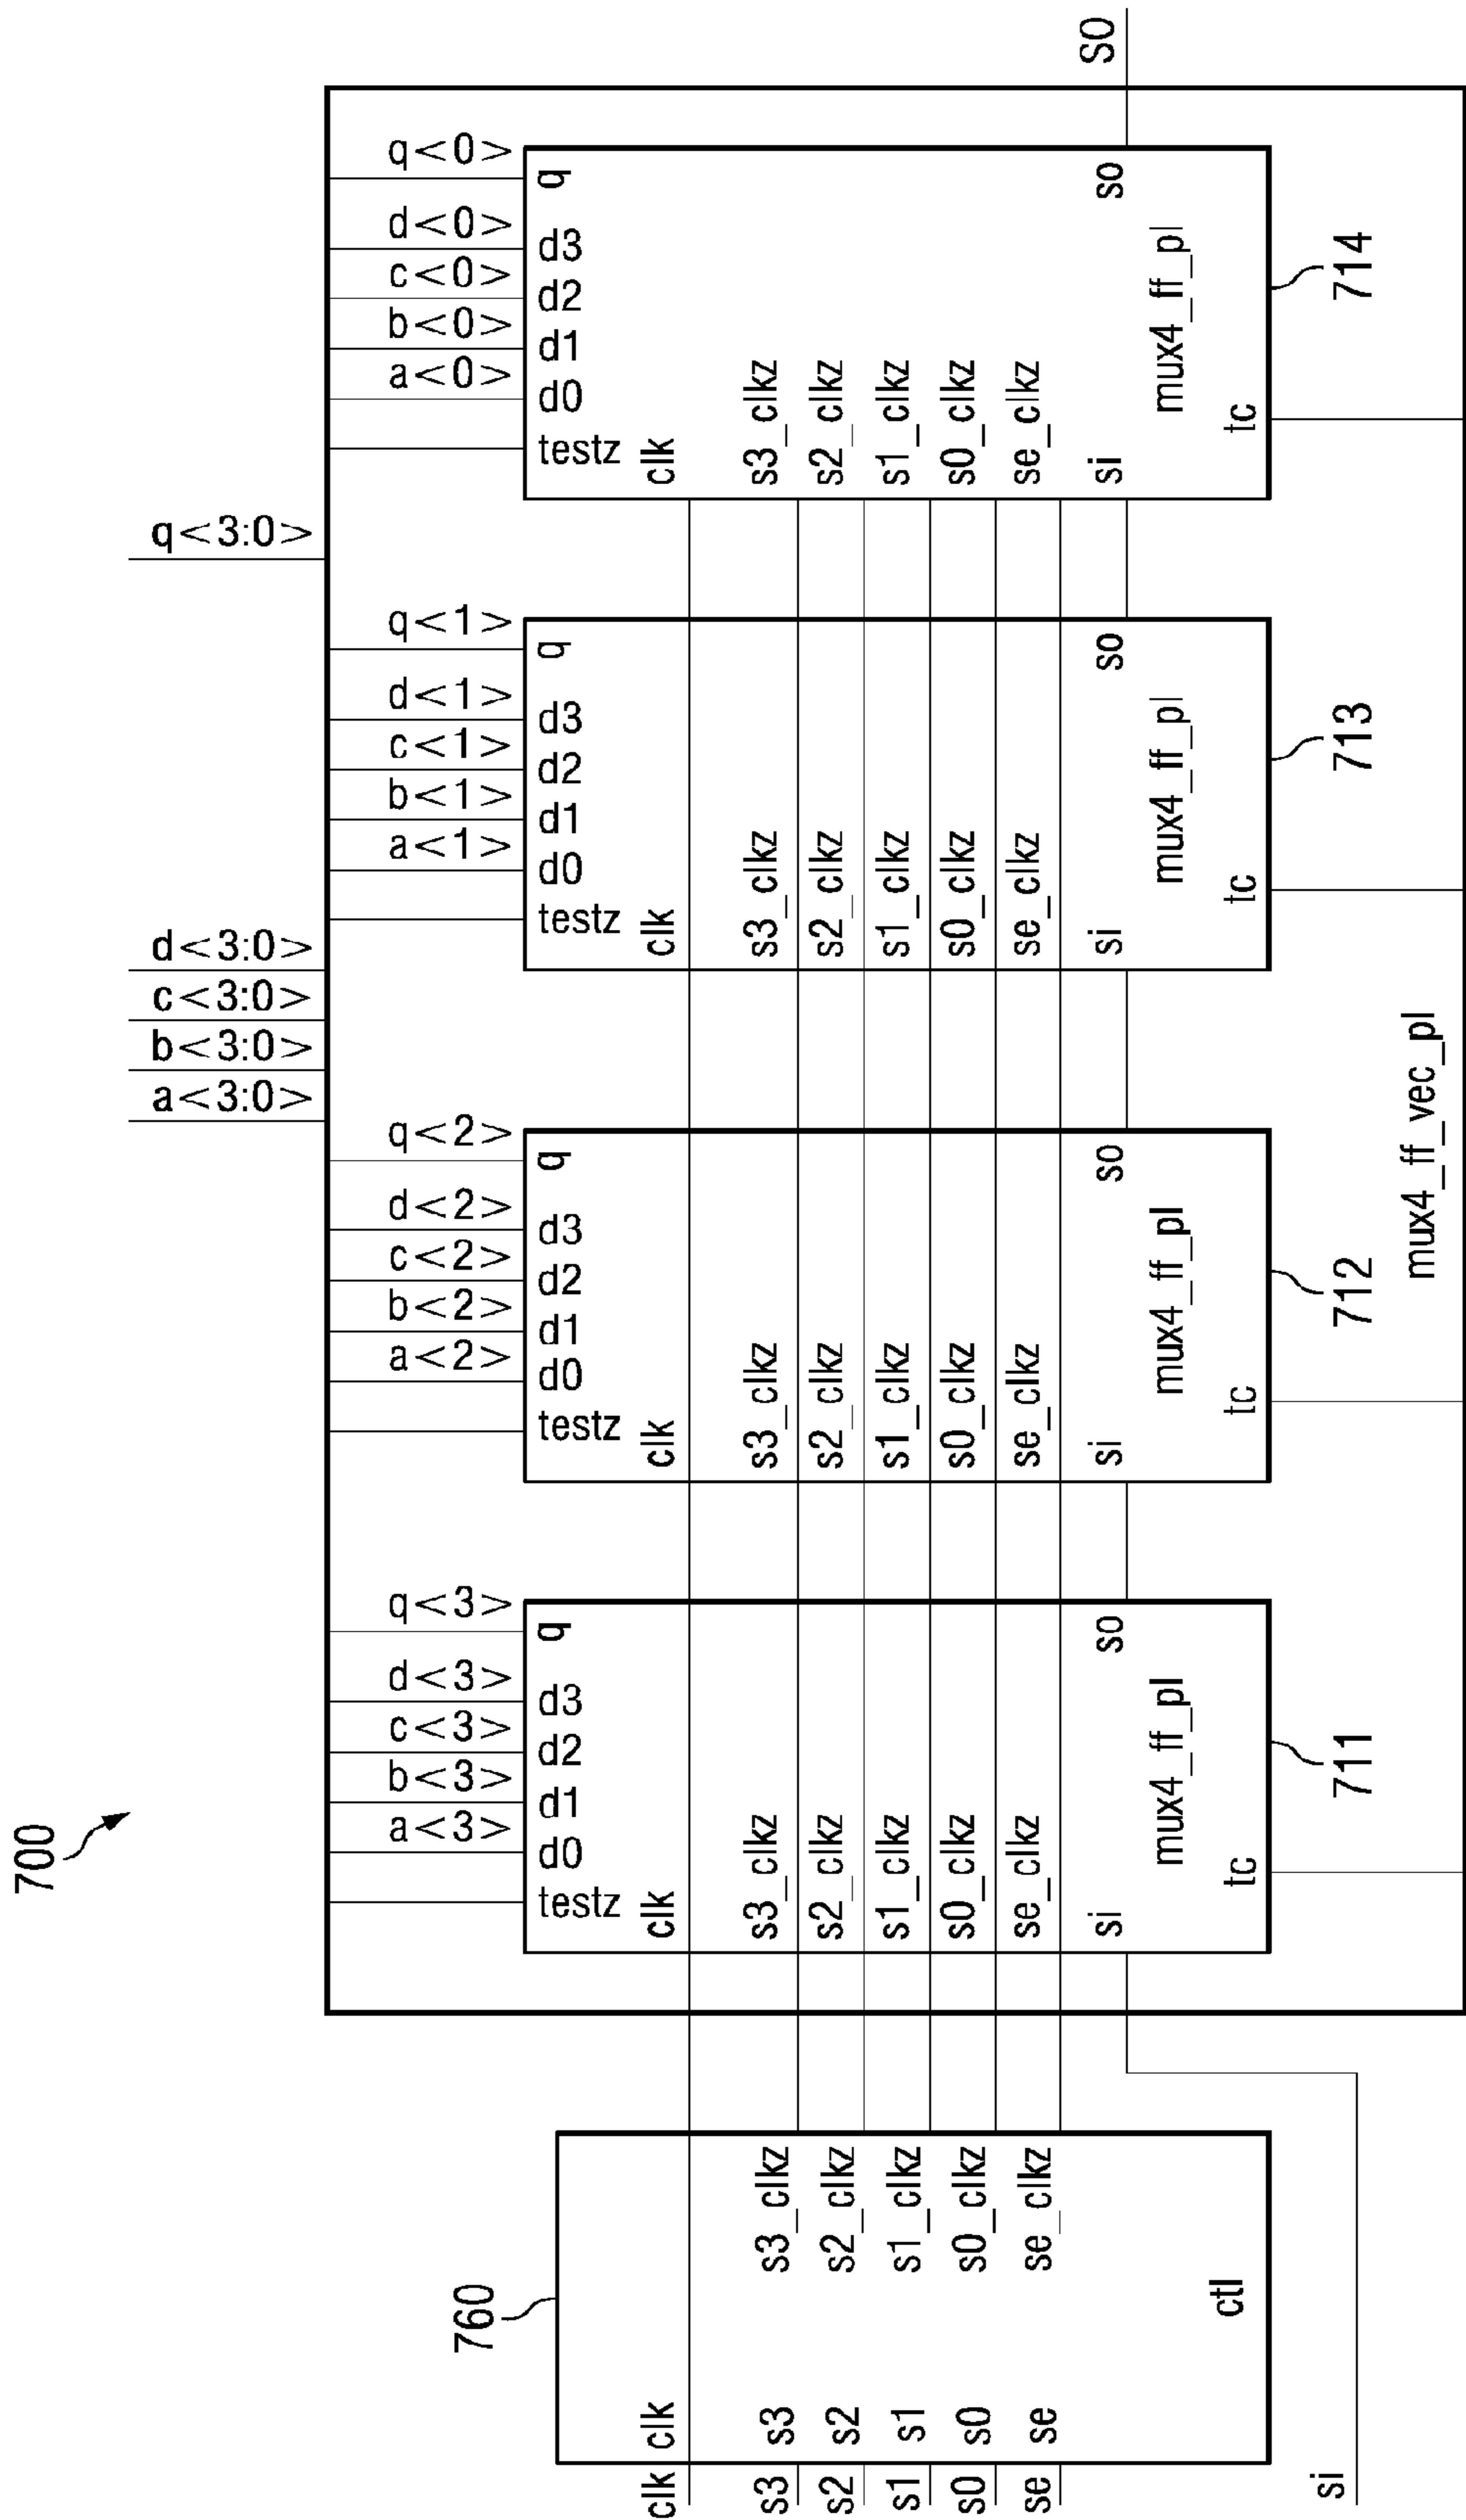 700
a<3:0>
b<3:0>
c<3:0>
d<3:0>
q<3:0>
a<3>
b<3>
c<3>
d<3>
q<3>
a<2>
b<2>
c<2>
d<2>
q<2>
a<1>
b<1>
c<1>
d<1>
q<1>
a<0>
b<0>
c<0>
d<0>
q<0>
760
clk
clk
s3
s3
s3_clkz
s2
s2
s2_clkz
s1
s1
s1_clkz
s0
s0
s0_clkz
se
se
se_clkz
ctl
si
testz
d0
d1
d2
d3
q
clk
s3_clkz
s2_clkz
s1_clkz
s0_clkz
se_clkz
si
so
mux4_ff_pl
tc
711
testz
d0
d1
d2
d3
q
clk
s3_clkz
s2_clkz
s1_clkz
s0_clkz
se_clkz
si
so
mux4_ff_pl
tc
712
testz
d0
d1
d2
d3
q
clk
s3_clkz
s2_clkz
s1_clkz
s0_clkz
se_clkz
si
so
mux4_ff_pl
tc
713
testz
d0
d1
d2
d3
q
clk
s3_clkz
s2_clkz
s1_clkz
s0_clkz
se_clkz
si
so
mux4_ff_pl
tc
714
SO
mux4_ff_vec_pl